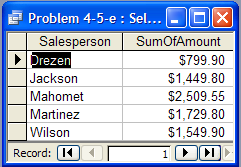 Problem 4-5-e : Sel...
Salesperson SumOfAmount
Drezen $799.90
Jackson $1,449.80
Mahomet $2,509.55
Martinez $1,729.80
Wilson $1,549.90
Record: 1